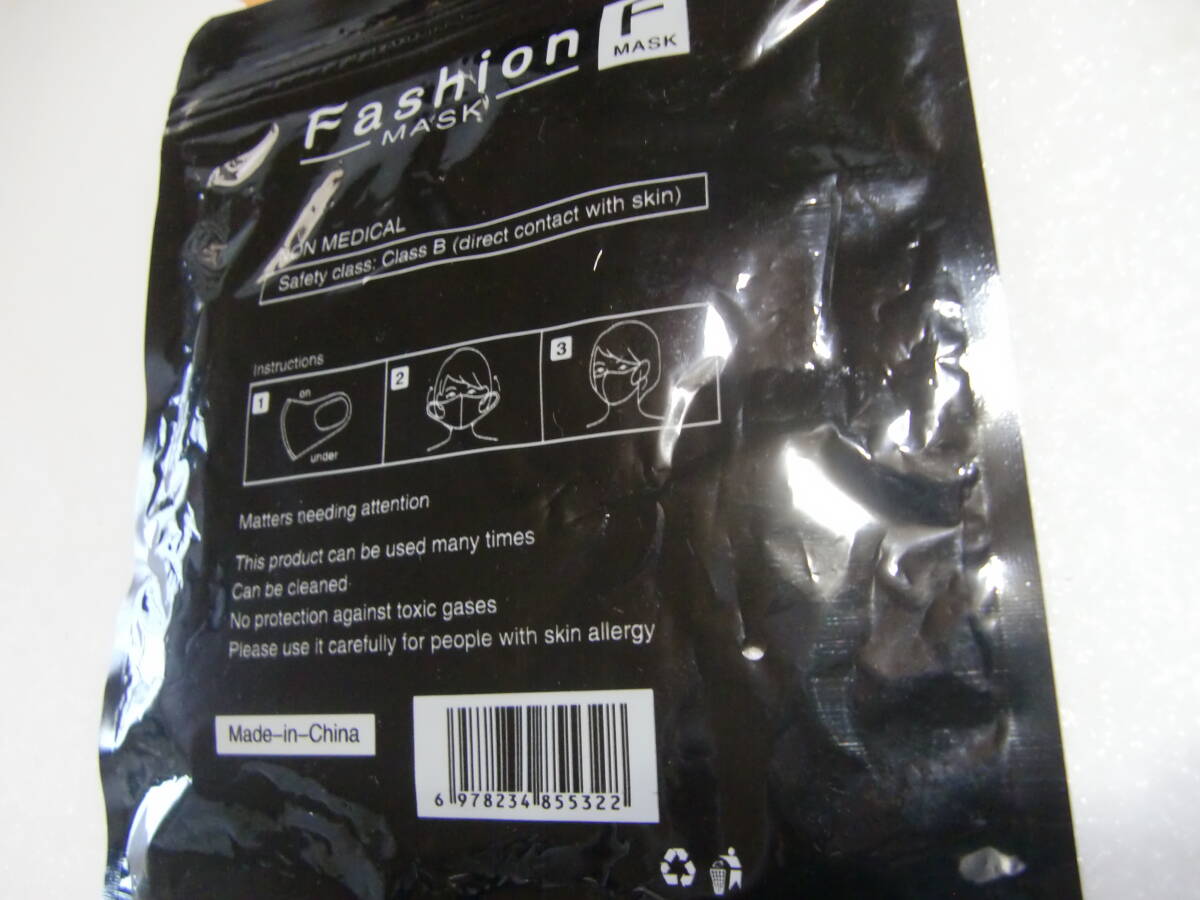 Fashion
MASK
F
MASK
NON MEDICAL
Safety class: Class B (direct contact with skin)
Instructions
1
on
under
2
3
Matters needing attention
This product can be used many times
Can be cleaned
No protection against toxic gases
Please use it carefully for people with skin allergy
Made-in-China
6 978234 855322